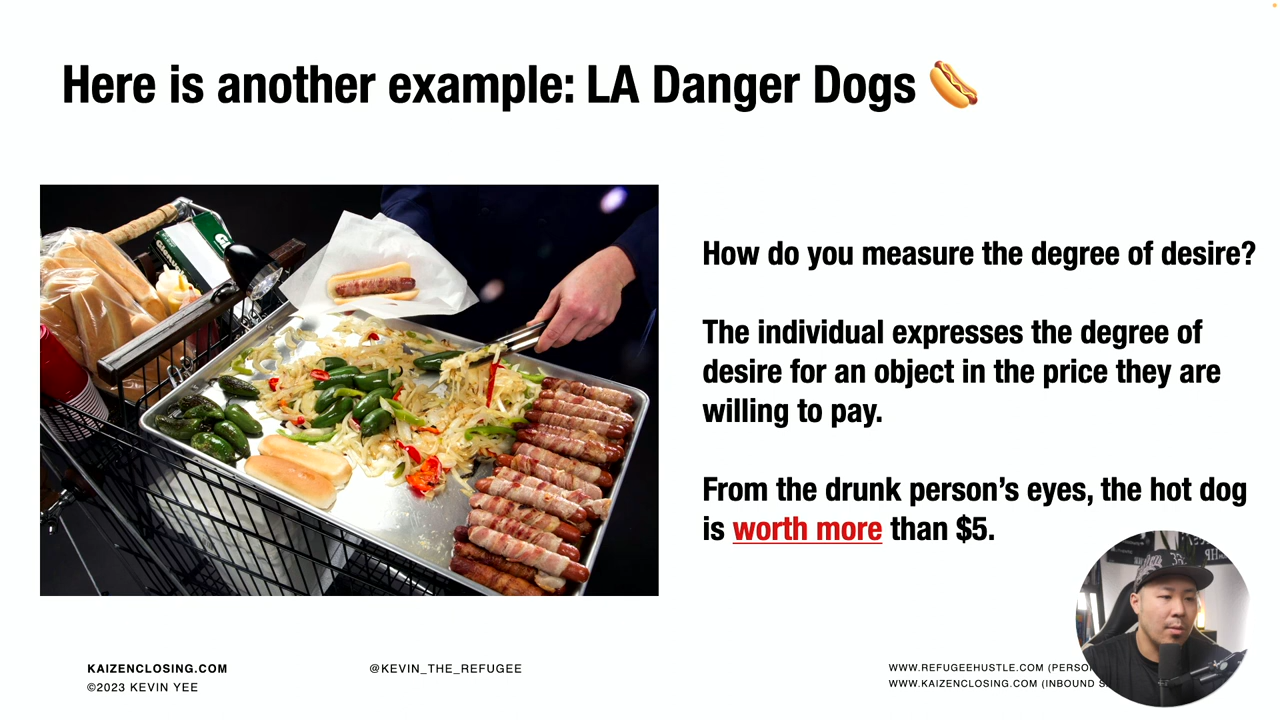 Here is another example: LA Danger Dogs 🌭
How do you measure the degree of desire?
The individual expresses the degree of
desire for an object in the price they are
willing to pay.
From the drunk person’s eyes, the hot dog
is worth more than $5.
KAIZENCLOSING.COM
©2023 KEVIN YEE
@KEVIN_THE_REFUGEE
WWW.REFUGEEHUSTLE.COM
WWW.KAIZENCLOSING.COM (INBOUND